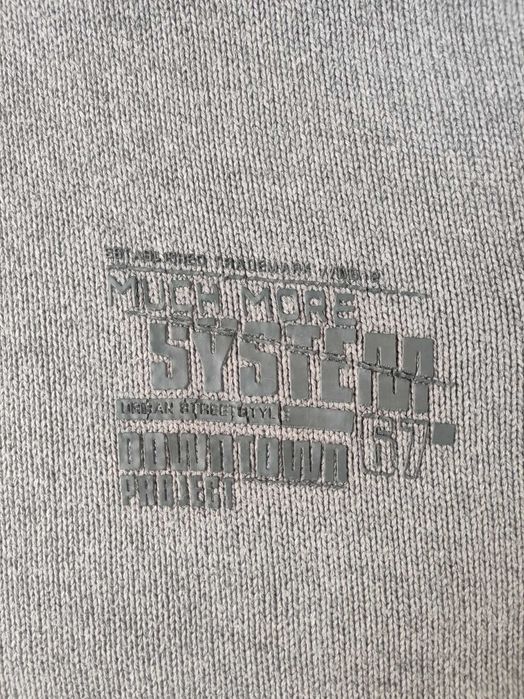 ESTABLISHED TRADEMARK
MUCH MORE
SYSTEM
URBAN STREETSTYLE
67
DOWNTOWN
PROJECT